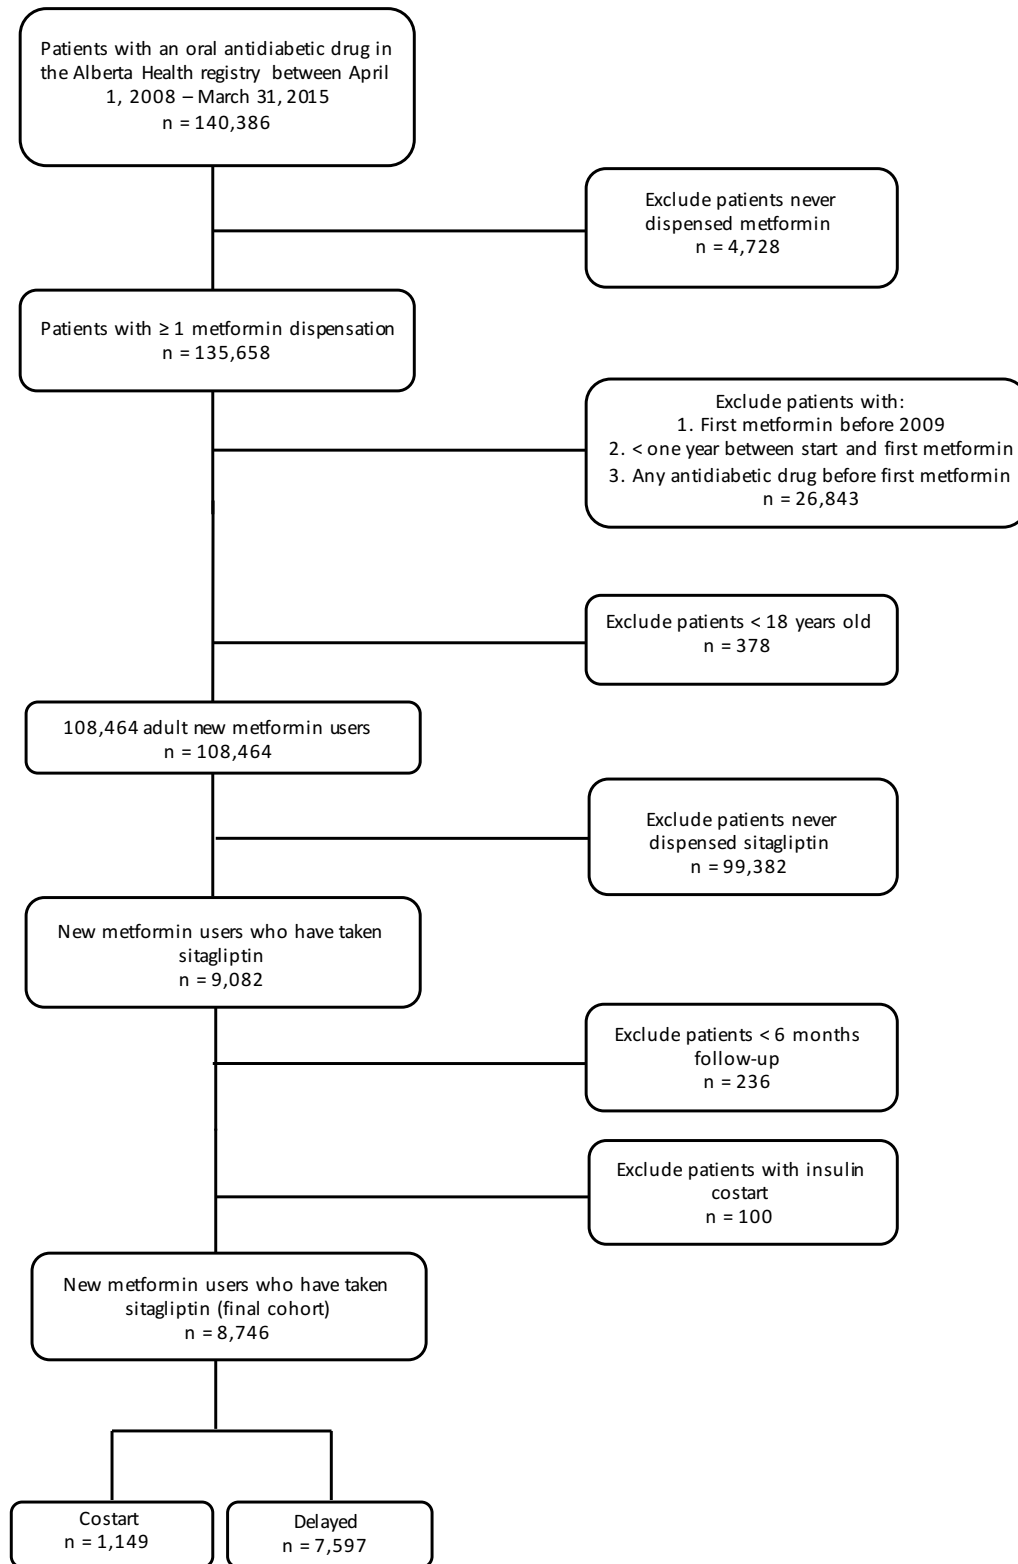 Patients with an oral antidiabetic drug in
the Alberta Health registry between April
1, 2008 – March 31, 2015
n = 140,386
Exclude patients never
dispensed metformin
n = 4,728
Patients with ≥ 1 metformin dispensation
n = 135,658
Exclude patients with:
1. First metformin before 2009
2. < one year between start and first metformin
3. Any antidiabetic drug before first metformin
n = 26,843
Exclude patients < 18 years old
n = 378
108,464 adult new metformin users
n = 108,464
Exclude patients never
dispensed sitagliptin
n = 99,382
New metformin users who have taken
sitagliptin
n = 9,082
Exclude patients < 6 months
follow-up
n = 236
Exclude patients with insulin
costart
n = 100
New metformin users who have taken
sitagliptin (final cohort)
n = 8,746
Costart
n = 1,149
Delayed
n = 7,597